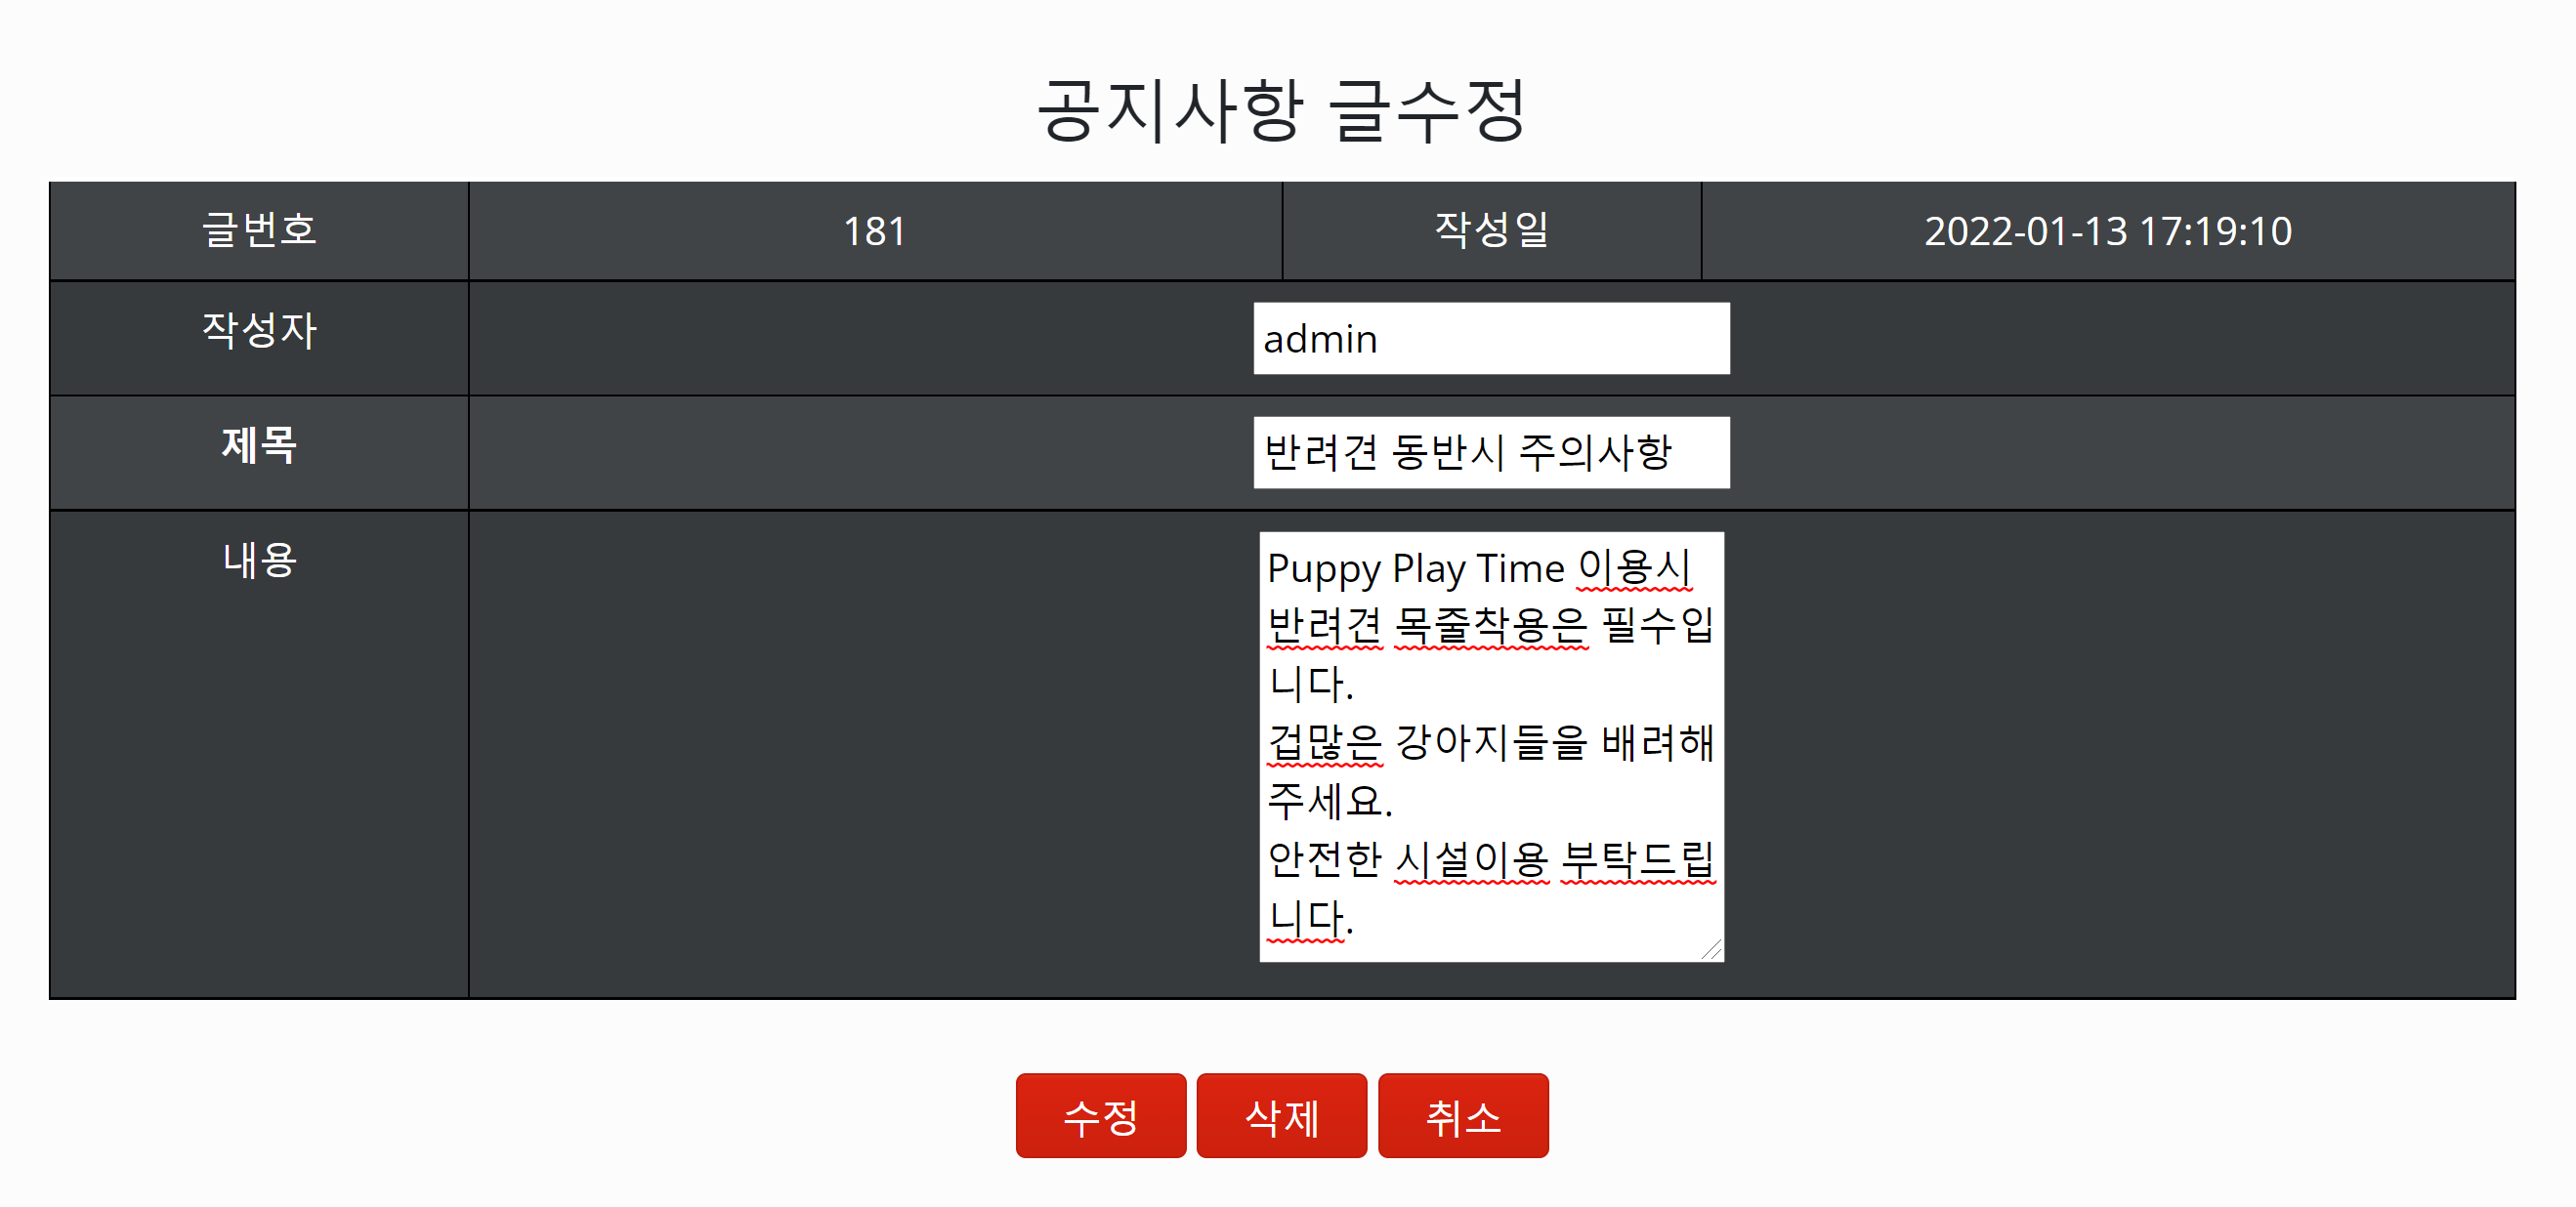 공지사항 글수정
글번호 181 작성일 2022-01-13 17:19:10
작성자 admin
제목 반려견 동반시 주의사항
내용 Puppy Play Time 이용시
반려견 목줄착용은 필수입
니다.
겁많은 강아지들을 배려해
주세요.
안전한 시설이용 부탁드립
니다.
수정 삭제 취소